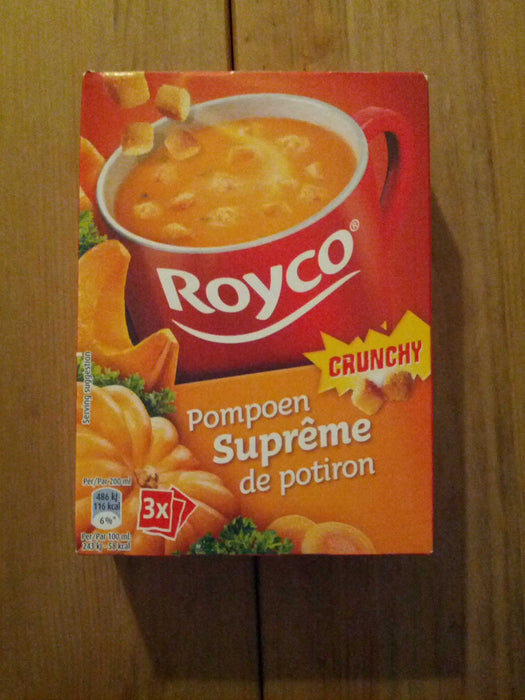 ROYCO®
CRUNCHY
Pompoen
Suprême
de potiron
Serving suggestion
Per/Par 200 ml
486 kJ
116 kcal
6%*
Per/Par 100 ml
243 kJ - 58 kcal
3x